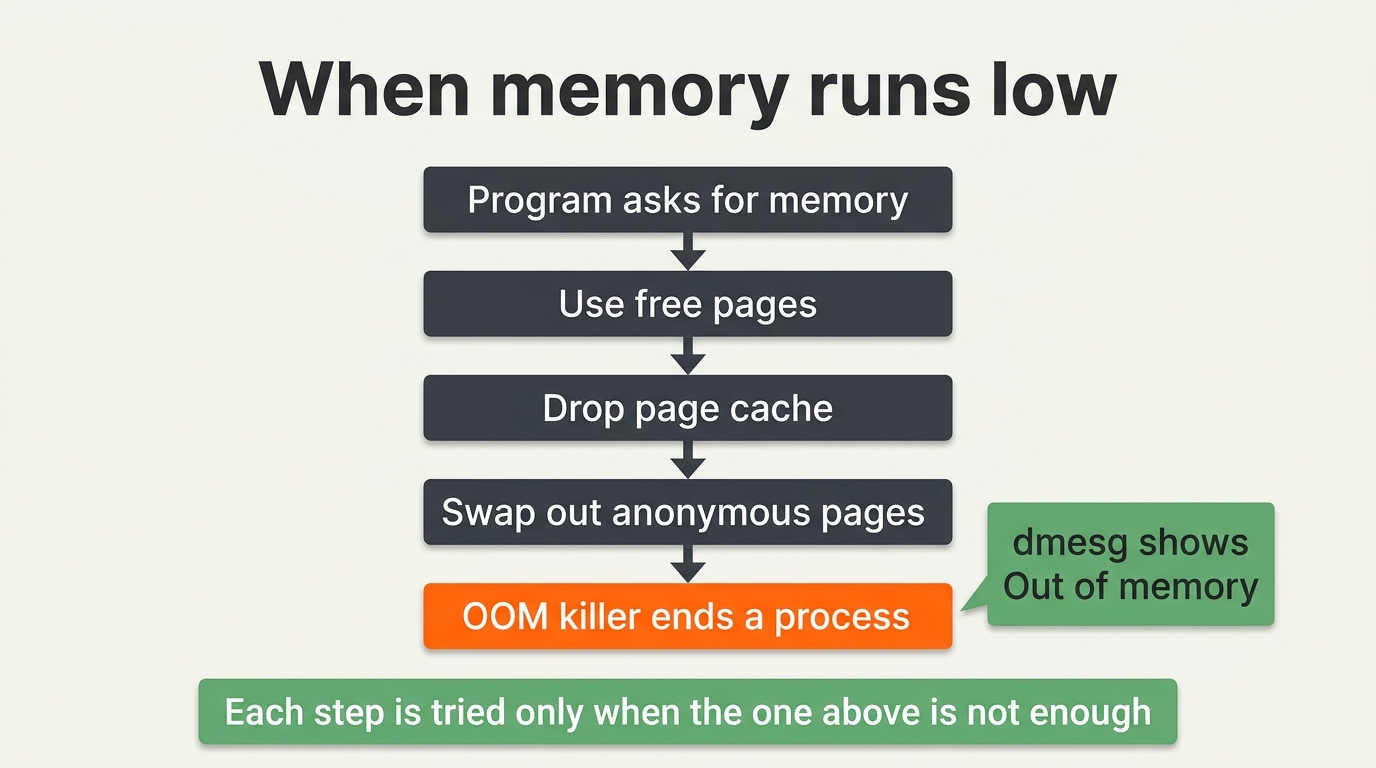 When memory runs low
Program asks for memory
Use free pages
Drop page cache
Swap out anonymous pages
OOM killer ends a process
dmesg shows
Out of memory
Each step is tried only when the one above is not enough